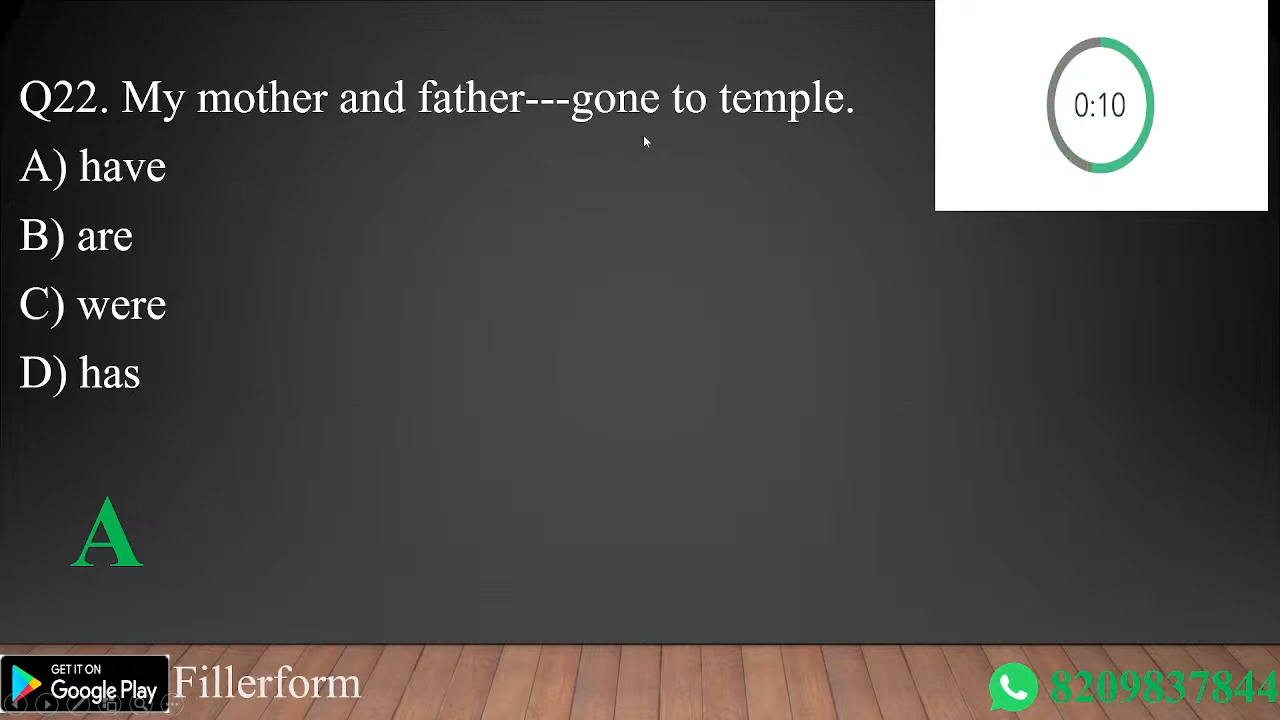 Q22. My mother and father---gone to temple.
0:10
A) have
B) are
C) were
D) has
A
GET IT ON
Google Play
Fillerform
8209837844